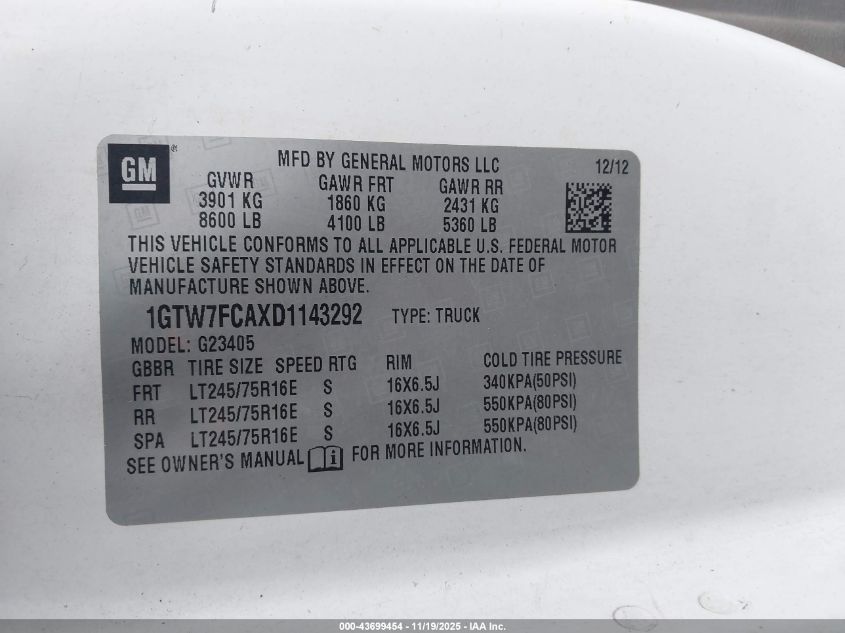 GM ®
MFD BY GENERAL MOTORS LLC 12/12
GVWR GAWR FRT GAWR RR
3901 KG 1860 KG 2431 KG
8600 LB 4100 LB 5360 LB
THIS VEHICLE CONFORMS TO ALL APPLICABLE U.S. FEDERAL MOTOR
VEHICLE SAFETY STANDARDS IN EFFECT ON THE DATE OF
MANUFACTURE SHOWN ABOVE.
1GTW7FCAXD1143292 TYPE: TRUCK
MODEL: G23405
GBBR TIRE SIZE SPEED RTG RIM COLD TIRE PRESSURE
FRT LT245/75R16E S 16X6.5J 340KPA(50PSI)
RR LT245/75R16E S 16X6.5J 550KPA(80PSI)
SPA LT245/75R16E S 16X6.5J 550KPA(80PSI)
SEE OWNER'S MANUAL i FOR MORE INFORMATION.
000-43699454 - 11/19/2025 - IAA Inc.